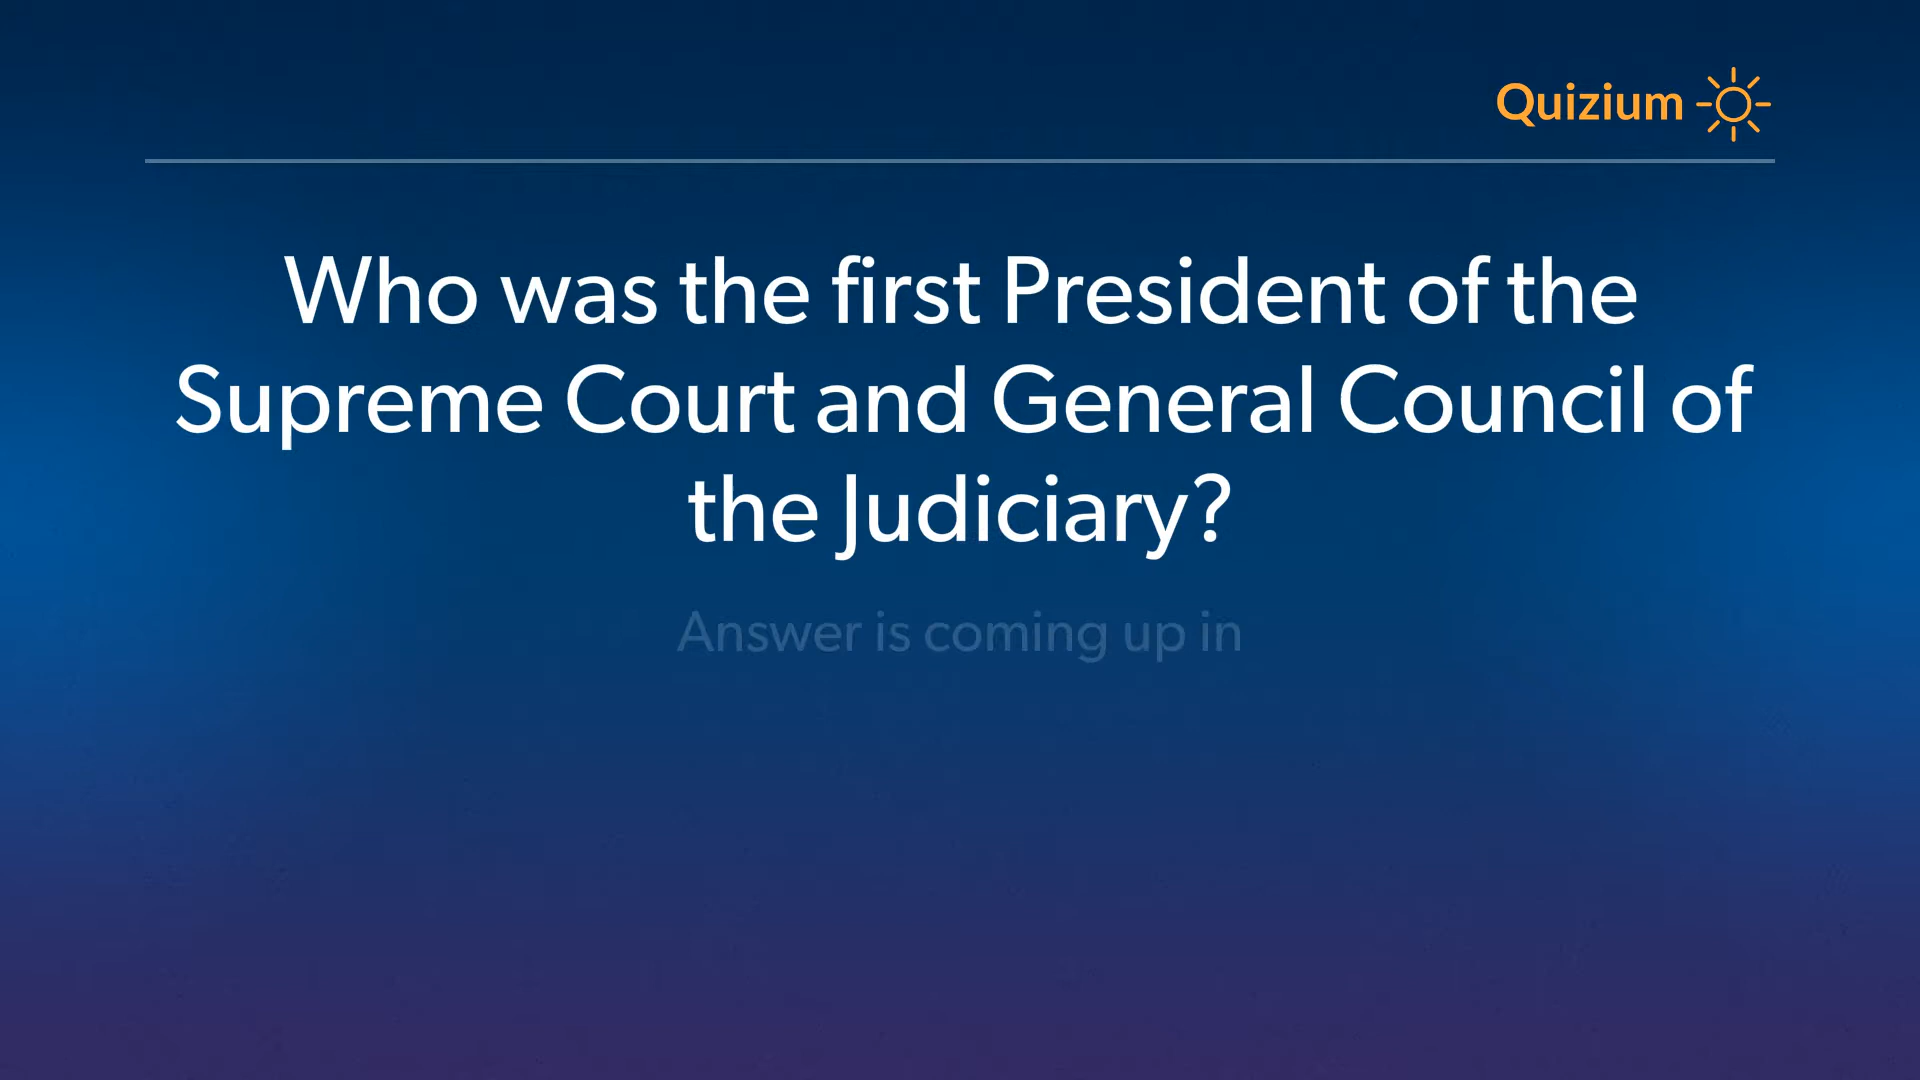 Quizium
Who was the first President of the
Supreme Court and General Council of
the Judiciary?
Answer is coming up in